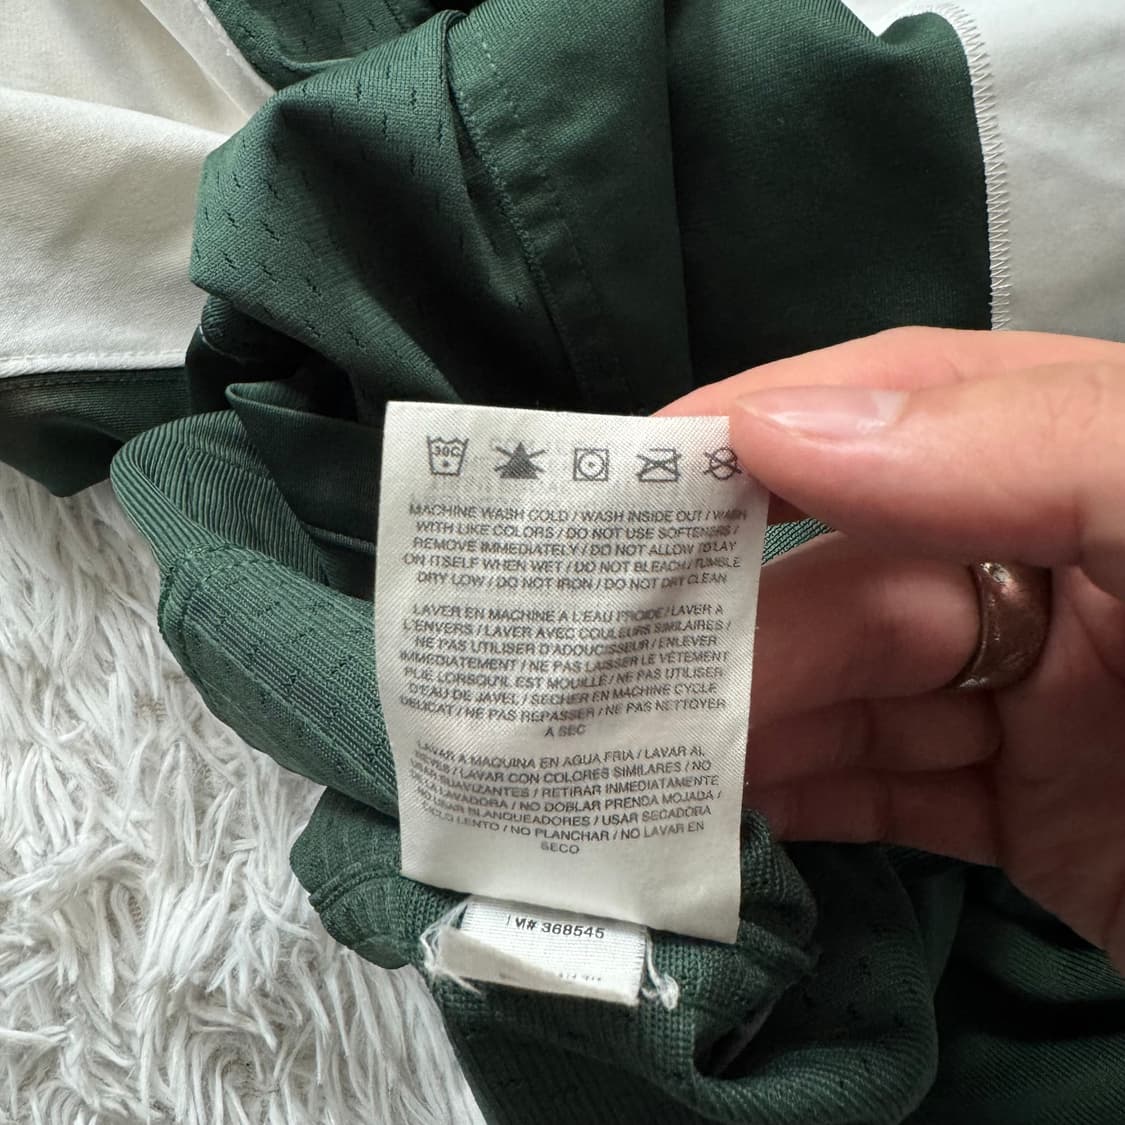 30C
MACHINE WASH COLD / WASH INSIDE OUT / WASH
WITH LIKE COLORS / DO NOT USE SOFTENERS /
REMOVE IMMEDIATELY / DO NOT ALLOW TO LAY
ON ITSELF WHEN WET / DO NOT BLEACH / TUMBLE
DRY LOW / DO NOT IRON / DO NOT DRY CLEAN
LAVER EN MACHINE A L'EAU FROIDE / LAVER A
L'ENVERS / LAVER AVEC COULEURS SIMILAIRES /
NE PAS UTILISER D'ADOUCISSEUR / ENLEVER
IMMEDIATEMENT / NE PAS LAISSER LE VETEMENT
PLIE LORSQU'IL EST MOUILLE / NE PAS UTILISER
D'EAU DE JAVEL / SECHER EN MACHINE CYCLE
DELICAT / NE PAS REPASSER / NE PAS NETTOYER
A SEC
LAVAR A MAQUINA EN AGUA FRIA / LAVAR AL
REVES / LAVAR CON COLORES SIMILARES / NO
USAR SUAVIZANTES / RETIRAR INMEDIATAMENTE
DE LA LAVADORA / NO DOBLAR PRENDA MOJADA /
NO USAR BLANQUEADORES / USAR SECADORA
CICLO LENTO / NO PLANCHAR / NO LAVAR EN
SECO
M# 368545